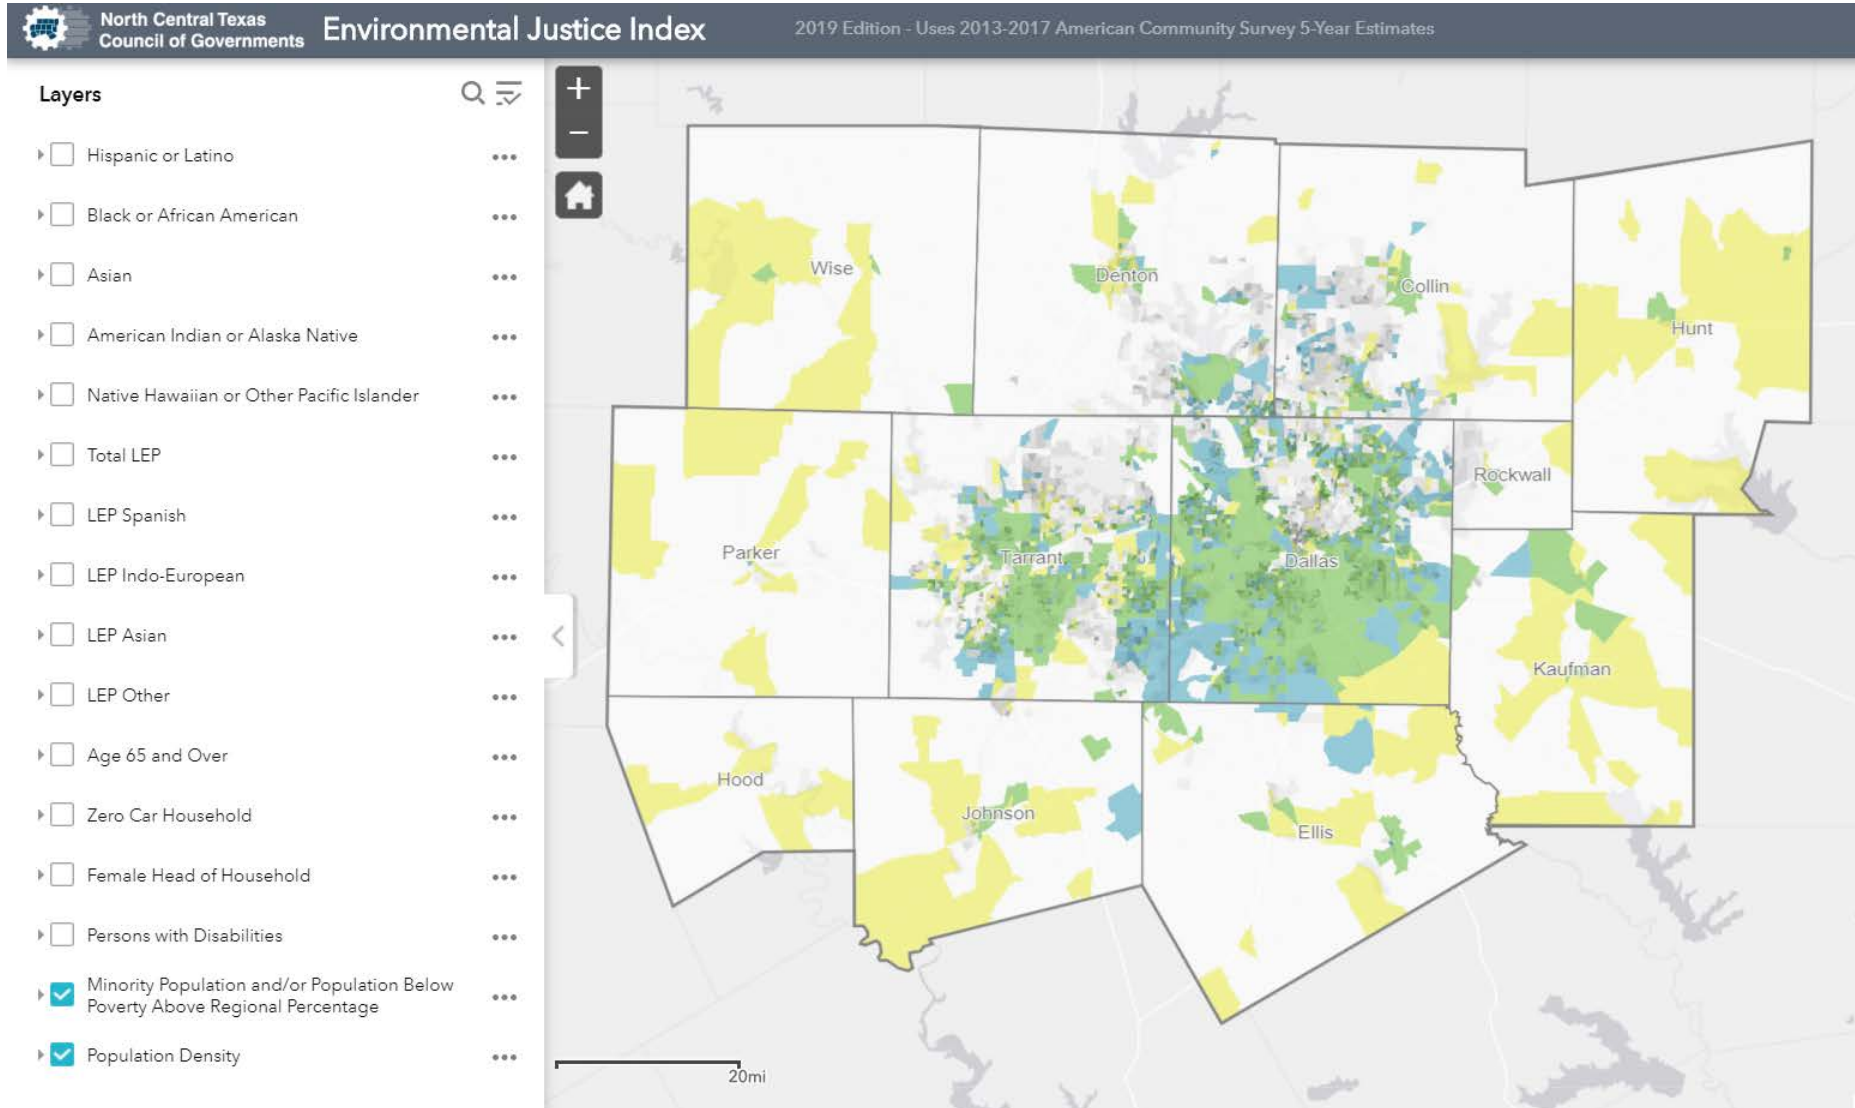 North Central Texas
Council of Governments
Environmental Justice Index
2019 Edition - Uses 2013-2017 American Community Survey 5-Year Estimates
Layers
Hispanic or Latino
Black or African American
Asian
American Indian or Alaska Native
Native Hawaiian or Other Pacific Islander
Total LEP
LEP Spanish
LEP Indo-European
LEP Asian
LEP Other
Age 65 and Over
Zero Car Household
Female Head of Household
Persons with Disabilities
Minority Population and/or Population Below
Poverty Above Regional Percentage
Population Density
+
−
Wise
Denton
Collin
Hunt
Parker
Tarrant
Dallas
Rockwall
Kaufman
Hood
Johnson
Ellis
20mi